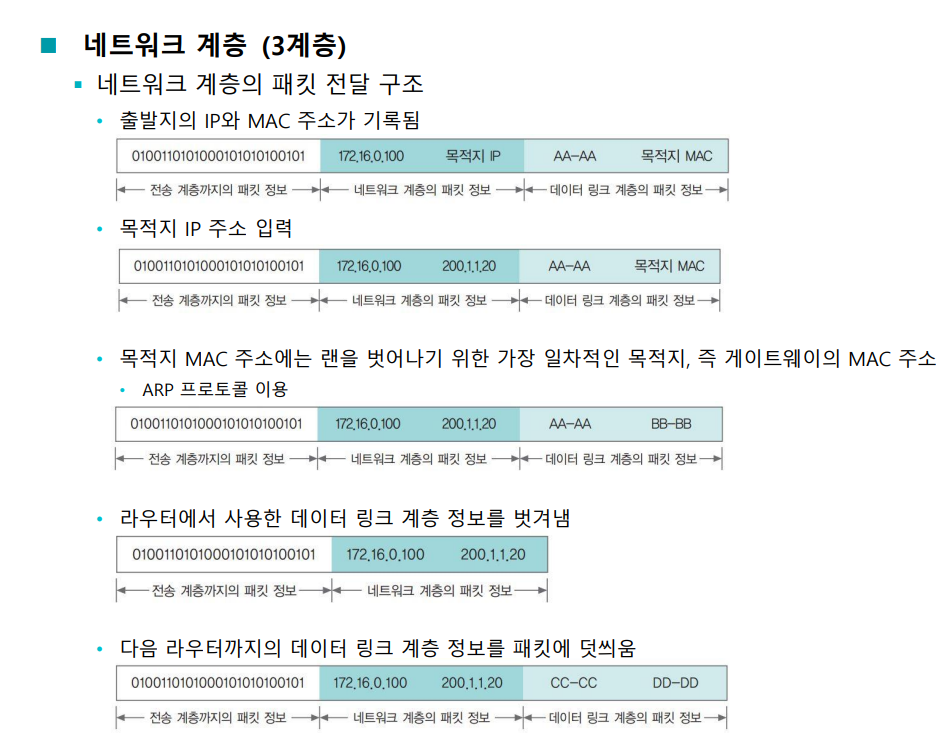 네트워크 계층 (3계층)
네트워크 계층의 패킷 전달 구조
출발지의 IP와 MAC 주소가 기록됨
0100110101000101010100101 172.16.0.100 목적지 IP AA-AA 목적지 MAC
전송 계층까지의 패킷 정보 네트워크 계층의 패킷 정보 데이터 링크 계층의 패킷 정보
목적지 IP 주소 입력
0100110101000101010100101 172.16.0.100 200.1.1.20 AA-AA 목적지 MAC
전송 계층까지의 패킷 정보 네트워크 계층의 패킷 정보 데이터 링크 계층의 패킷 정보
목적지 MAC 주소에는 랜을 벗어나기 위한 가장 일차적인 목적지, 즉 게이트웨이의 MAC 주소
ARP 프로토콜 이용
0100110101000101010100101 172.16.0.100 200.1.1.20 AA-AA BB-BB
전송 계층까지의 패킷 정보 네트워크 계층의 패킷 정보 데이터 링크 계층의 패킷 정보
라우터에서 사용한 데이터 링크 계층 정보를 벗겨냄
0100110101000101010100101 172.16.0.100 200.1.1.20
전송 계층까지의 패킷 정보 네트워크 계층의 패킷 정보
다음 라우터까지의 데이터 링크 계층 정보를 패킷에 덧씌움
0100110101000101010100101 172.16.0.100 200.1.1.20 CC-CC DD-DD
전송 계층까지의 패킷 정보 네트워크 계층의 패킷 정보 데이터 링크 계층의 패킷 정보